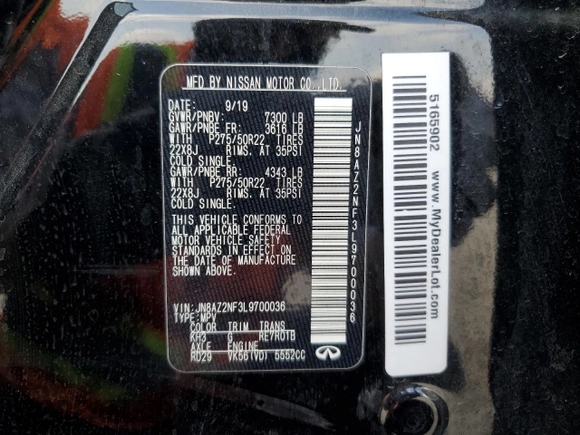 MFD BY NISSAN MOTOR CO.,LTD.
DATE: 9/19
GVWR/PNBV: 7300 LB
GAWR/PNBE FR: 3616 LB
WITH P275/50R22 TIRES
22X8J RIMS. AT 35PSI
COLD SINGLE.
GAWR/PNBE RR: 4343 LB
WITH P275/50R22 TIRES
22X8J RIMS. AT 35PSI
COLD SINGLE.
THIS VEHICLE CONFORMS TO
ALL APPLICABLE FEDERAL
MOTOR VEHICLE SAFETY
STANDARDS IN EFFECT ON
THE DATE OF MANUFACTURE
SHOWN ABOVE.
VIN:JN8AZ2NF3L9700036
TYPE:MPV
COLOR TRIM TRANS
KH3 G RE7R01B
AXLE ENGINE
RD29 VK56(VD) 5552CC
JN8AZ2NF3L9700036
5165902
www.MyDealerLot.com